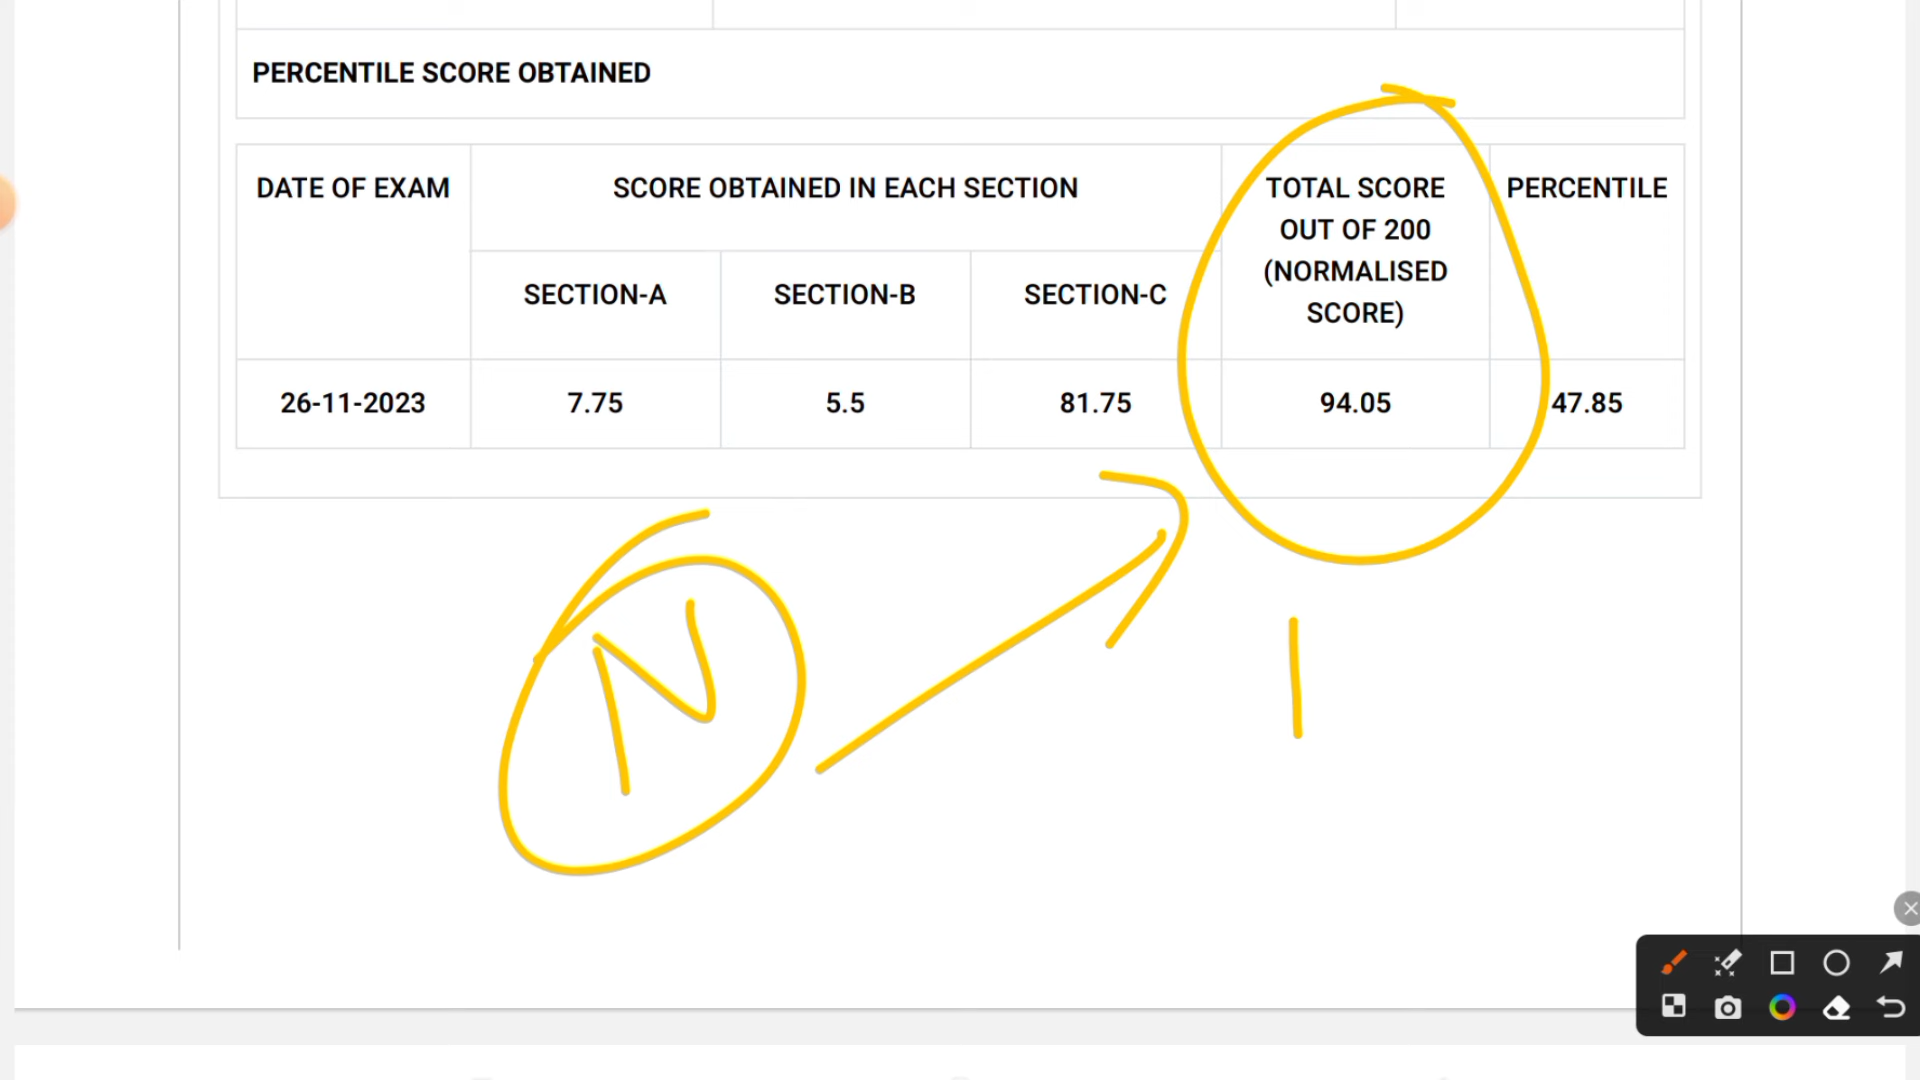 PERCENTILE SCORE OBTAINED
DATE OF EXAM
SCORE OBTAINED IN EACH SECTION
TOTAL SCORE
OUT OF 200
(NORMALISED
SCORE)
PERCENTILE
SECTION-A
SECTION-B
SECTION-C
26-11-2023
7.75
5.5
81.75
94.05
47.85
N
1